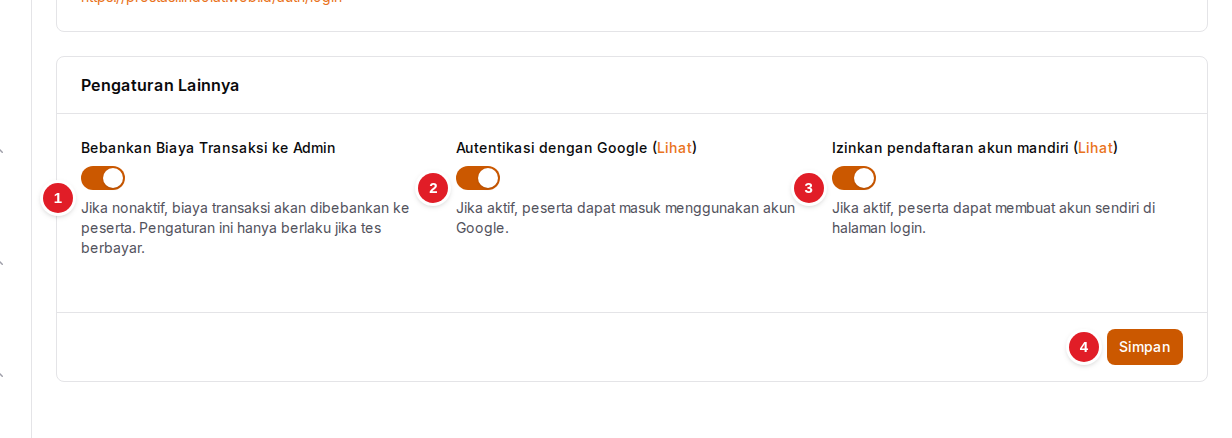 Pengaturan Lainnya
Bebankan Biaya Transaksi ke Admin
1
Jika nonaktif, biaya transaksi akan dibebankan ke
peserta. Pengaturan ini hanya berlaku jika tes
berbayar.
Autentikasi dengan Google (Lihat)
2
Jika aktif, peserta dapat masuk menggunakan akun
Google.
Izinkan pendaftaran akun mandiri (Lihat)
3
Jika aktif, peserta dapat membuat akun sendiri di
halaman login.
4
Simpan